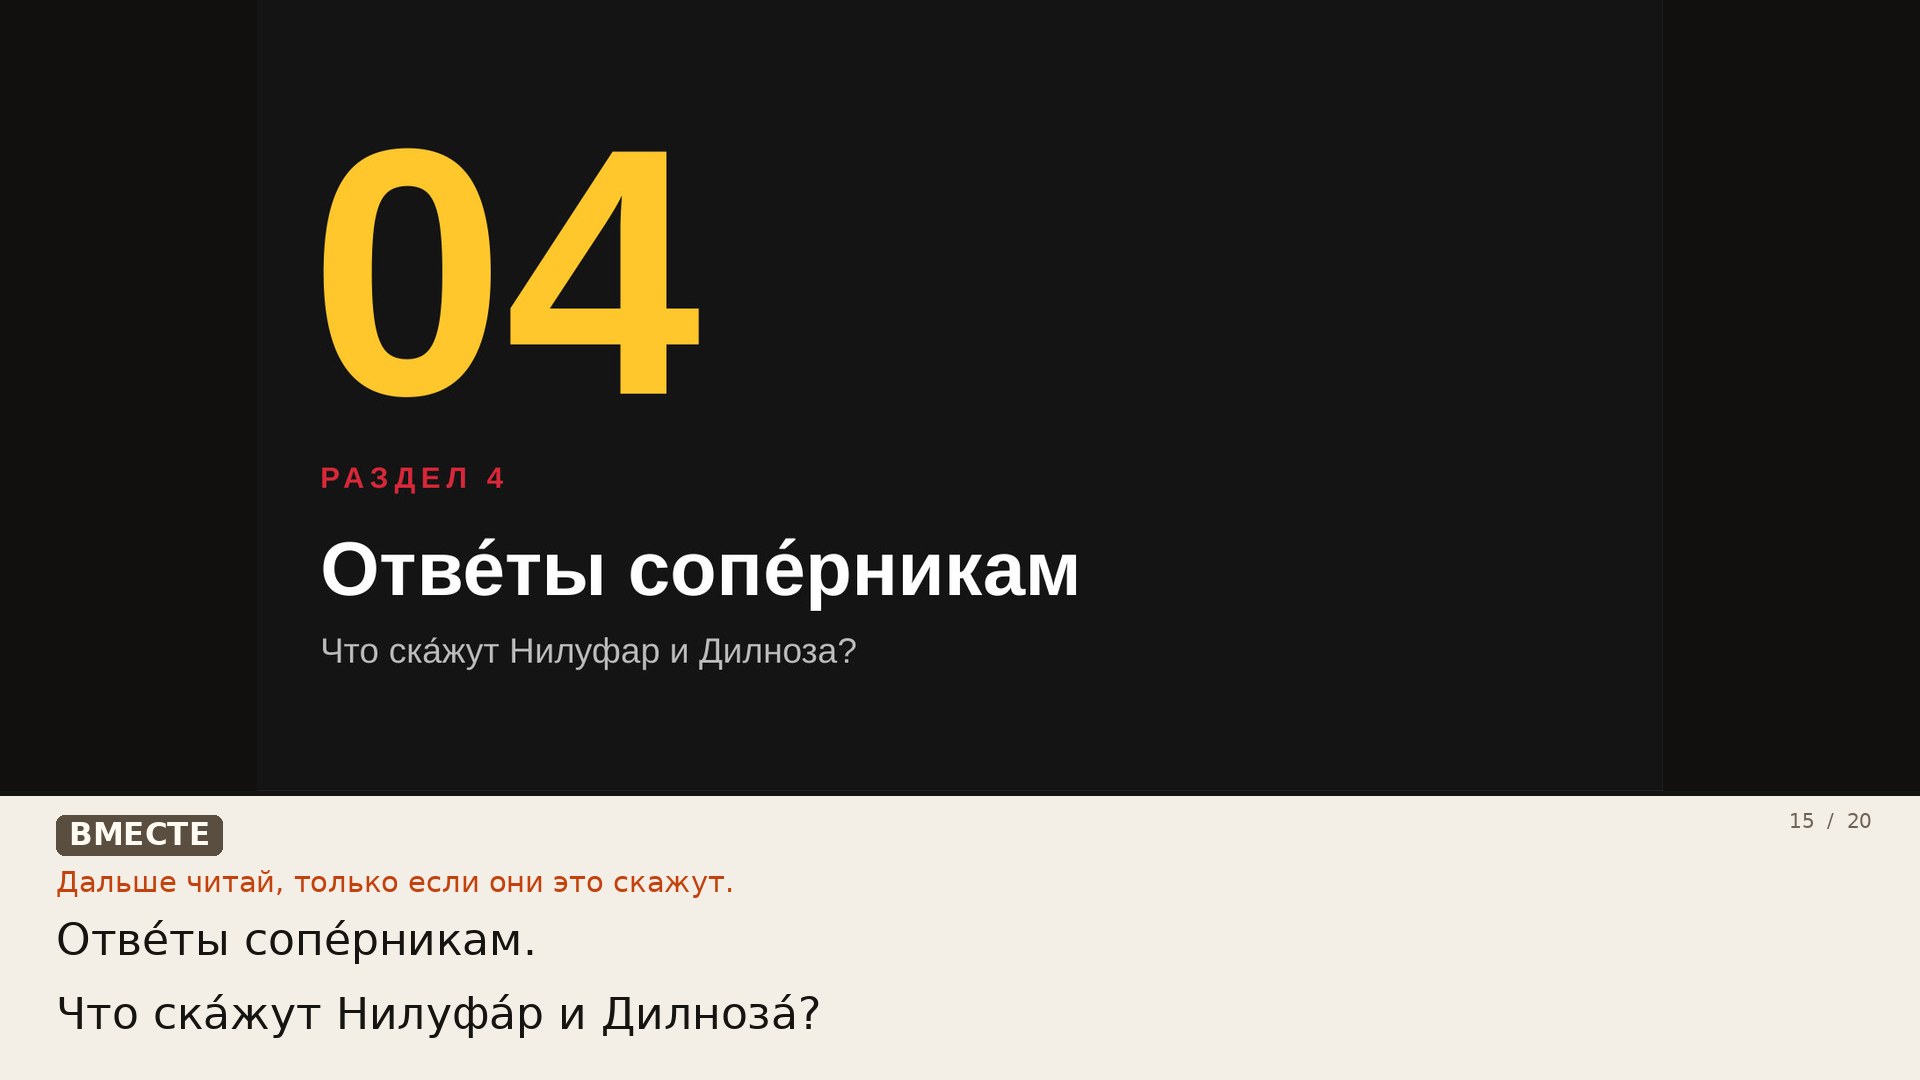 04
РАЗДЕЛ 4
Отве́ты сопе́рникам
Что ска́жут Нилуфар и Дилноза?
ВМЕСТЕ
15 / 20
Дальше читай, только если они это скажут.
Отве́ты сопе́рникам.
Что ска́жут Нилуфа́р и Дилноза́?